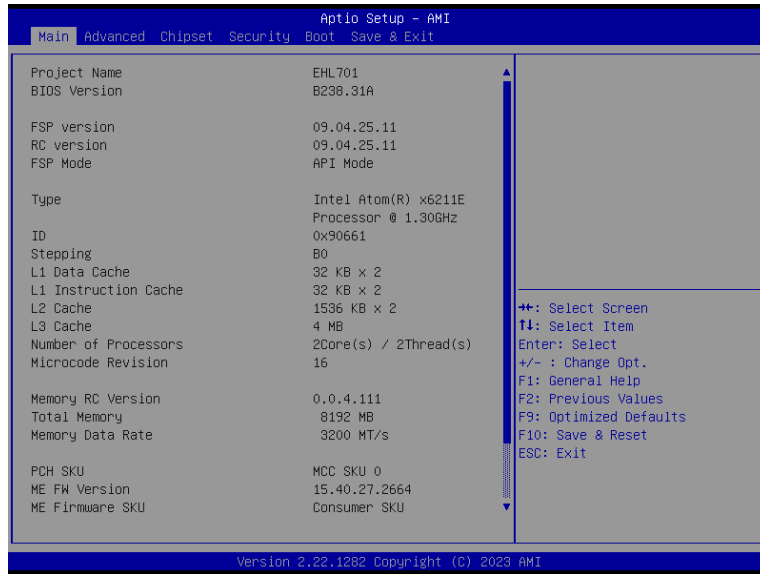 Aptio Setup – AMI
Main Advanced Chipset Security Boot Save & Exit
Project Name EHL701
BIOS Version B238.31A
FSP version 09.04.25.11
RC version 09.04.25.11
FSP Mode API Mode
Type Intel Atom(R) x6211E
Processor @ 1.30GHz
ID 0x90661
Stepping B0
L1 Data Cache 32 KB x 2
L1 Instruction Cache 32 KB x 2
L2 Cache 1536 KB x 2
L3 Cache 4 MB
Number of Processors 2Core(s) / 2Thread(s)
Microcode Revision 16
Memory RC Version 0.0.4.111
Total Memory 8192 MB
Memory Data Rate 3200 MT/s
PCH SKU MCC SKU 0
ME FW Version 15.40.27.2664
ME Firmware SKU Consumer SKU
→←: Select Screen
↑↓: Select Item
Enter: Select
+/- : Change Opt.
F1: General Help
F2: Previous Values
F9: Optimized Defaults
F10: Save & Reset
ESC: Exit
Version 2.22.1282 Copyright (C) 2023 AMI